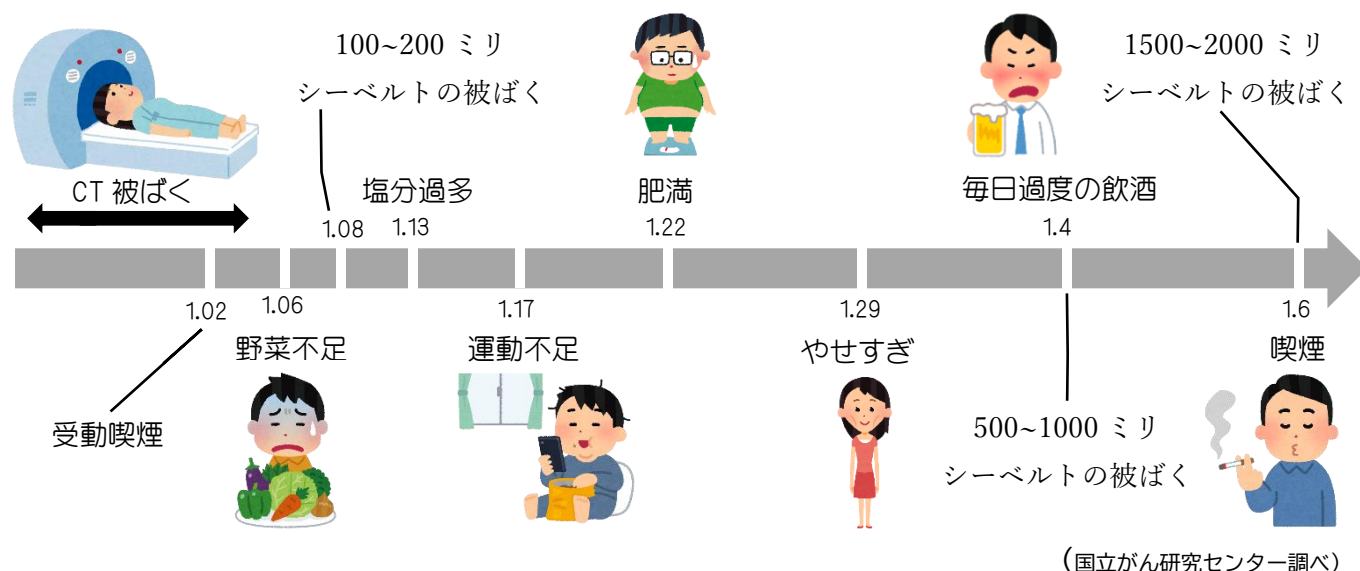 100~200 ミリ
シーベルトの被ばく
1500~2000 ミリ
シーベルトの被ばく
CT 被ばく
塩分過多
肥満
毎日過度の飲酒
1.08
1.13
1.22
1.4
1.02
1.06
1.17
1.29
1.6
野菜不足
運動不足
やせすぎ
喫煙
受動喫煙
500~1000 ミリ
シーベルトの被ばく
(国立がん研究センター調べ)